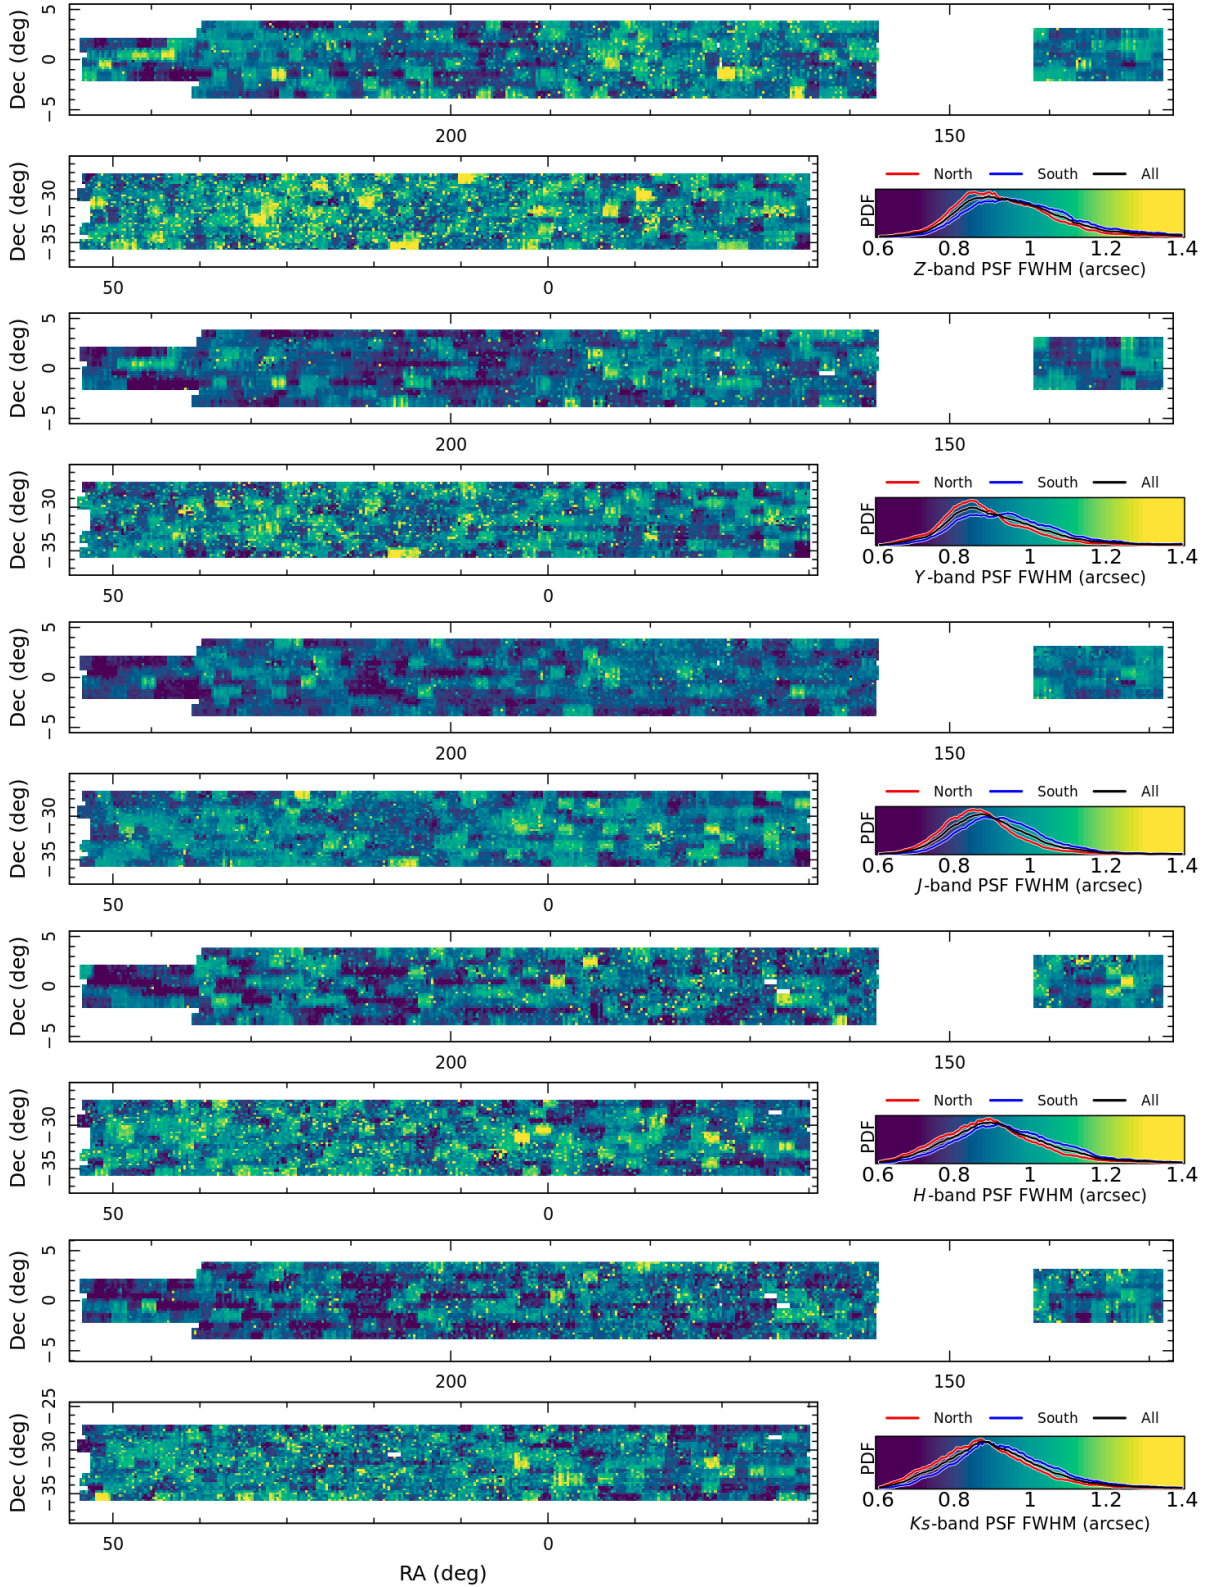 Dec (deg)
5
0
−5
200
150
Dec (deg)
−30
−35
50
0
North South All
PDF
0.6 0.8 1 1.2 1.4
Z-band PSF FWHM (arcsec)
Dec (deg)
5
0
−5
200
150
Dec (deg)
−30
−35
50
0
North South All
PDF
0.6 0.8 1 1.2 1.4
Y-band PSF FWHM (arcsec)
Dec (deg)
5
0
−5
200
150
Dec (deg)
−30
−35
50
0
North South All
PDF
0.6 0.8 1 1.2 1.4
J-band PSF FWHM (arcsec)
Dec (deg)
5
0
−5
200
150
Dec (deg)
−30
−35
50
0
North South All
PDF
0.6 0.8 1 1.2 1.4
H-band PSF FWHM (arcsec)
Dec (deg)
5
0
−5
200
150
Dec (deg)
−25
−30
−35
50
0
North South All
PDF
0.6 0.8 1 1.2 1.4
Ks-band PSF FWHM (arcsec)
RA (deg)